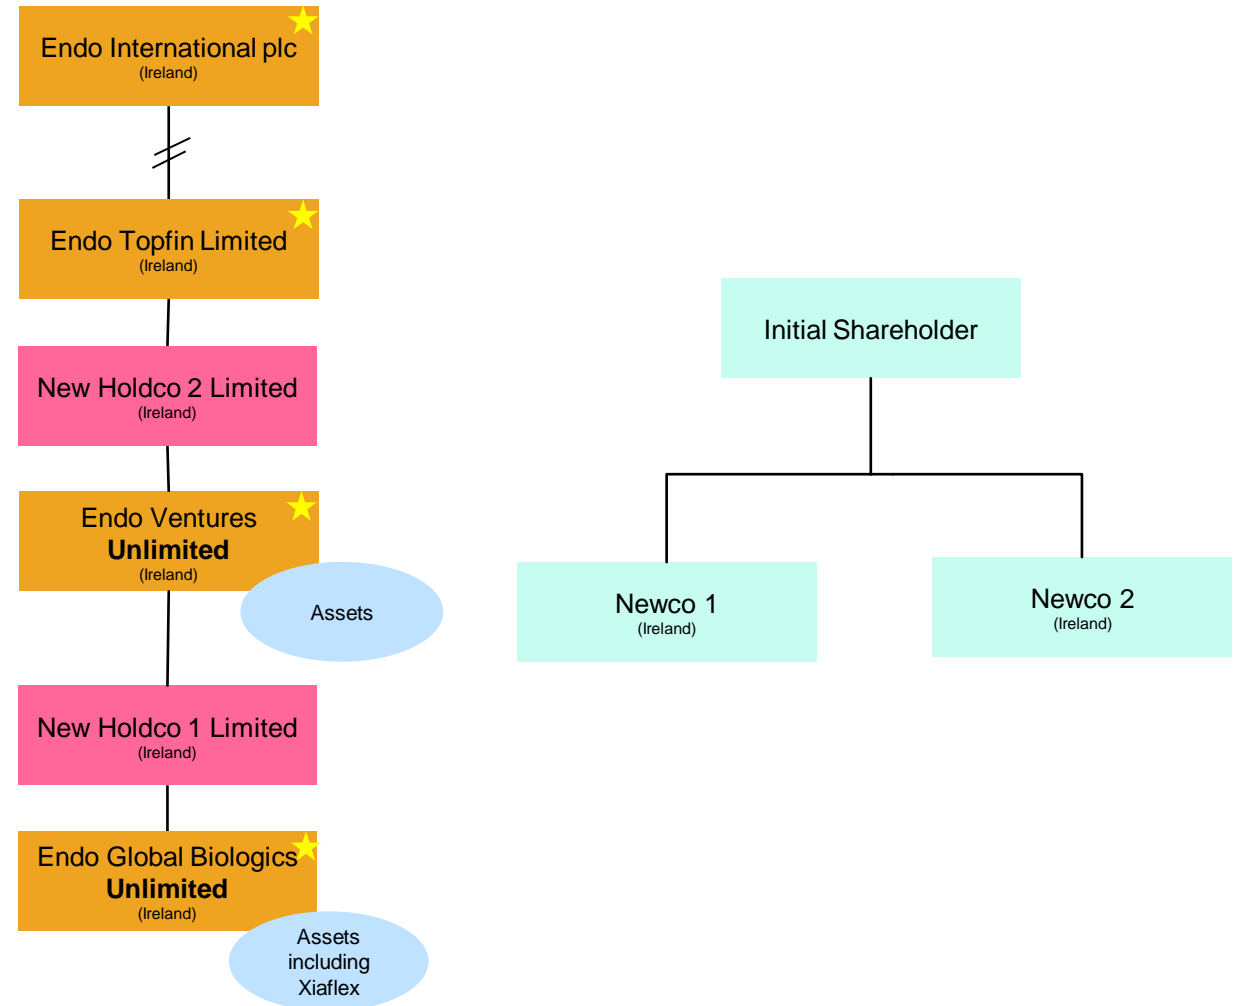 Endo International plc
(Ireland)
Endo Topfin Limited
(Ireland)
New Holdco 2 Limited
(Ireland)
Endo Ventures
Unlimited
(Ireland)
Assets
New Holdco 1 Limited
(Ireland)
Endo Global Biologics
Unlimited
(Ireland)
Assets
including
Xiaflex
Initial Shareholder
Newco 1
(Ireland)
Newco 2
(Ireland)